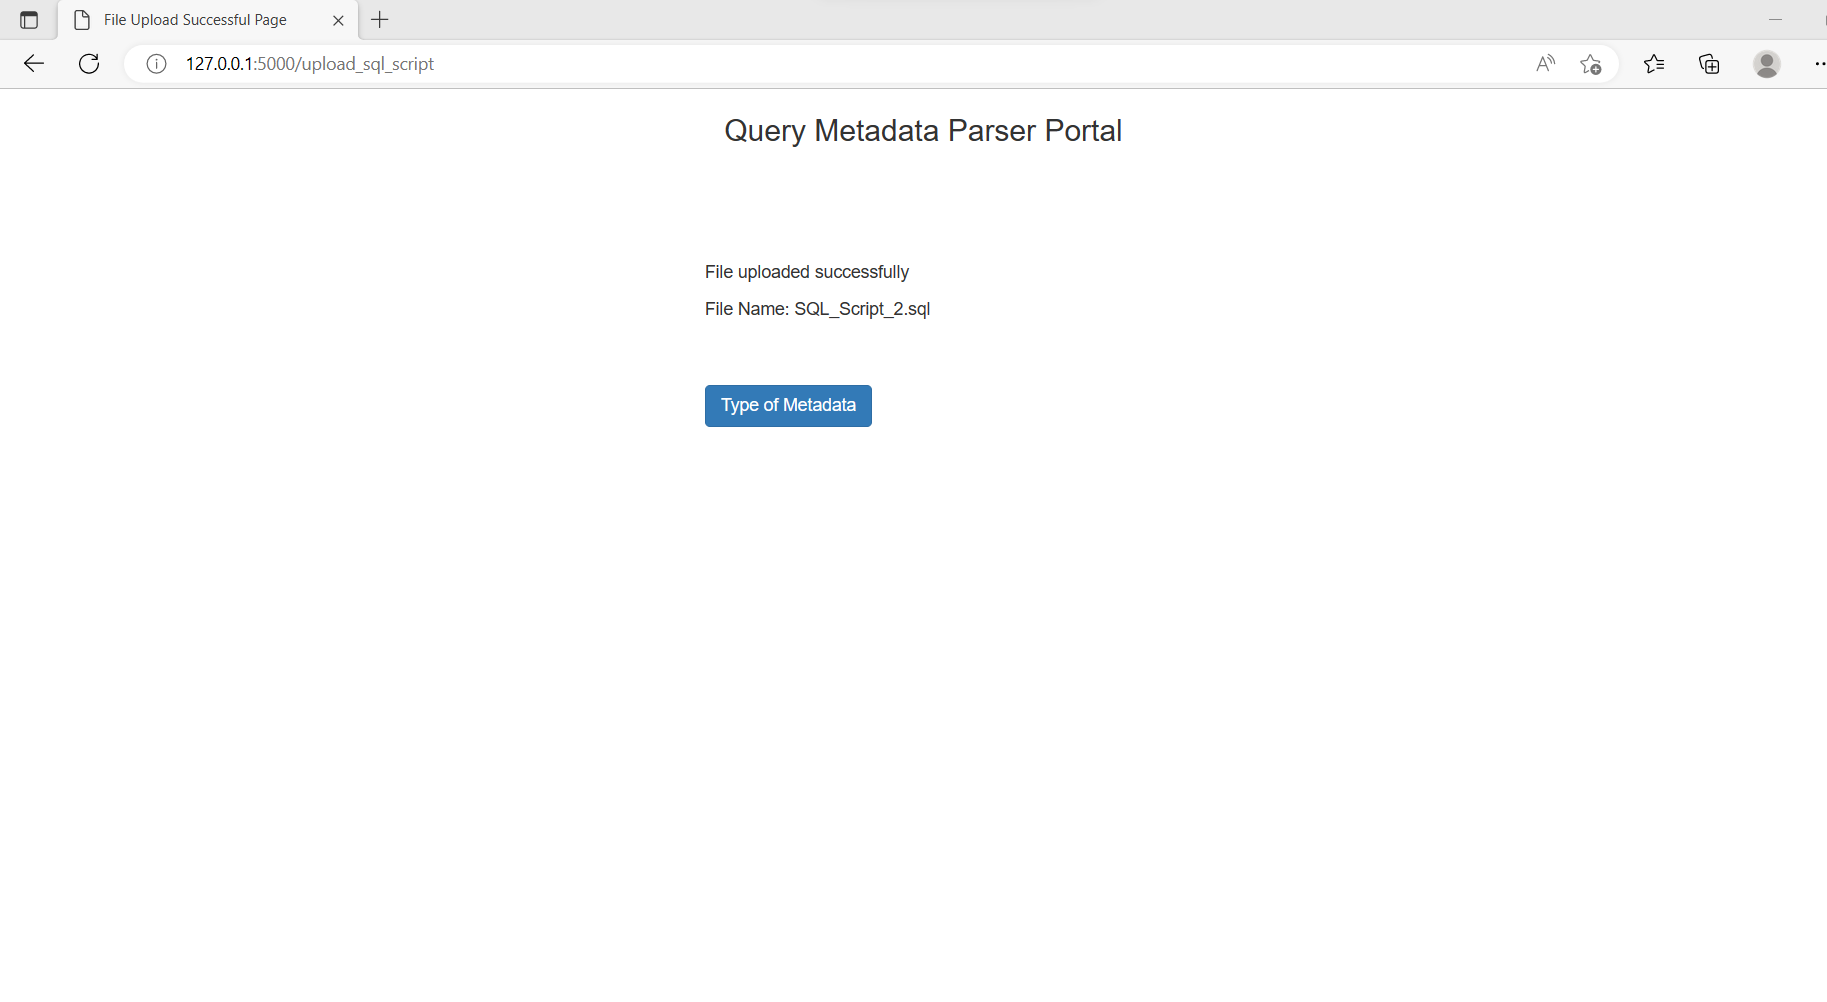 File Upload Successful Page
127.0.0.1:5000/upload_sql_script
Query Metadata Parser Portal
File uploaded successfully
File Name: SQL_Script_2.sql
Type of Metadata